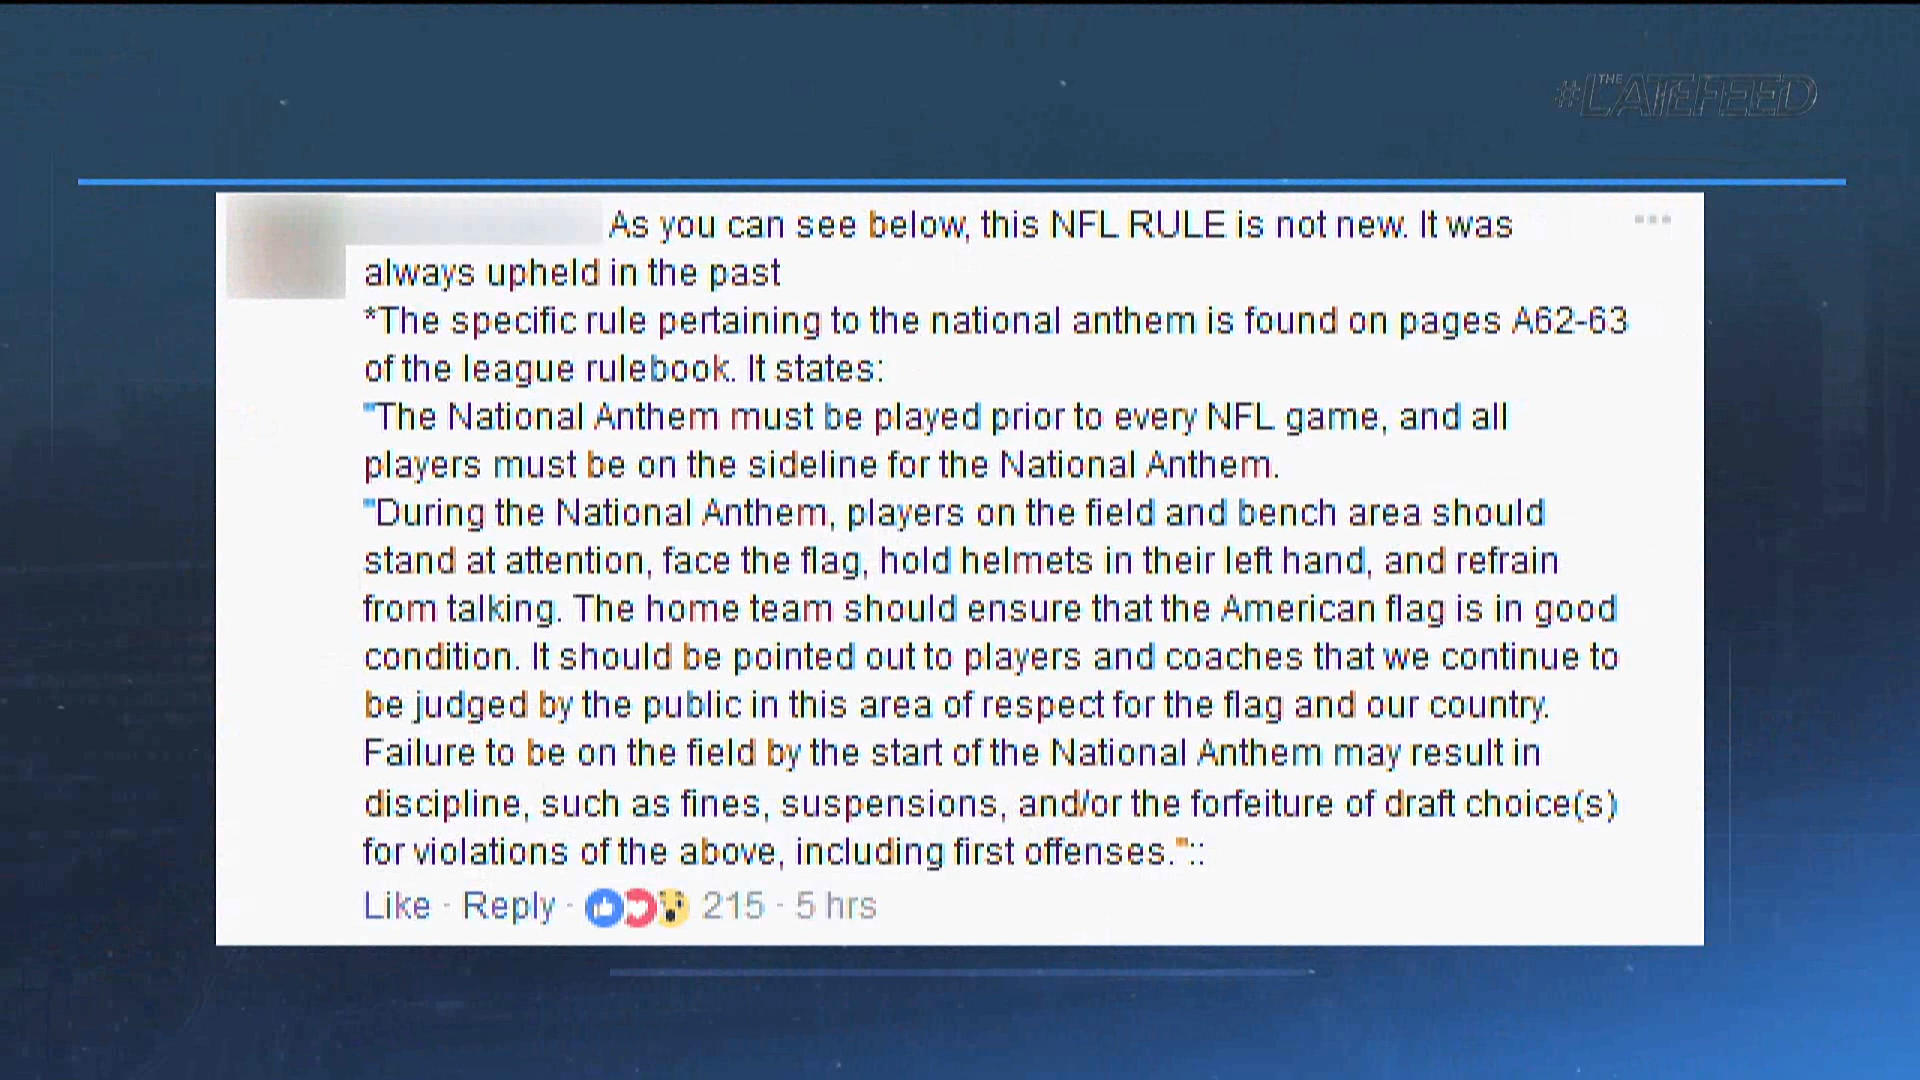 #THE LATEFEED
As you can see below, this NFL RULE is not new. It was
always upheld in the past
*The specific rule pertaining to the national anthem is found on pages A62-63
of the league rulebook. It states:
"The National Anthem must be played prior to every NFL game, and all
players must be on the sideline for the National Anthem.
"During the National Anthem, players on the field and bench area should
stand at attention, face the flag, hold helmets in their left hand, and refrain
from talking. The home team should ensure that the American flag is in good
condition. It should be pointed out to players and coaches that we continue to
be judged by the public in this area of respect for the flag and our country.
Failure to be on the field by the start of the National Anthem may result in
discipline, such as fines, suspensions, and/or the forfeiture of draft choice(s)
for violations of the above, including first offenses."::
Like · Reply · 215 · 5 hrs